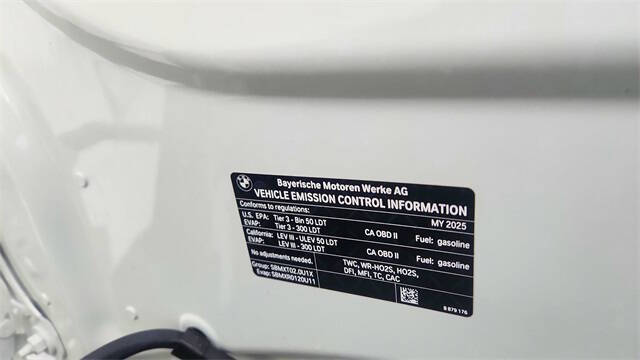 BMW
Bayerische Motoren Werke AG
VEHICLE EMISSION CONTROL INFORMATION
Conforms to regulations: MY 2025
U.S. EPA: Tier 3 - Bin 50 LDT CA OBD II Fuel: gasoline
EVAP: Tier 3 - 300 LDT
California: LEV III - ULEV 50 LDT CA OBD II Fuel: gasoline
EVAP: LEV III - 300 LDT
No adjustments needed. TWC, WR-HO2S, HO2S,
DFI, MFI, TC, CAC
Group: SBMXT02.0U1X
Evap: SBMXR0120U11
8 879 176